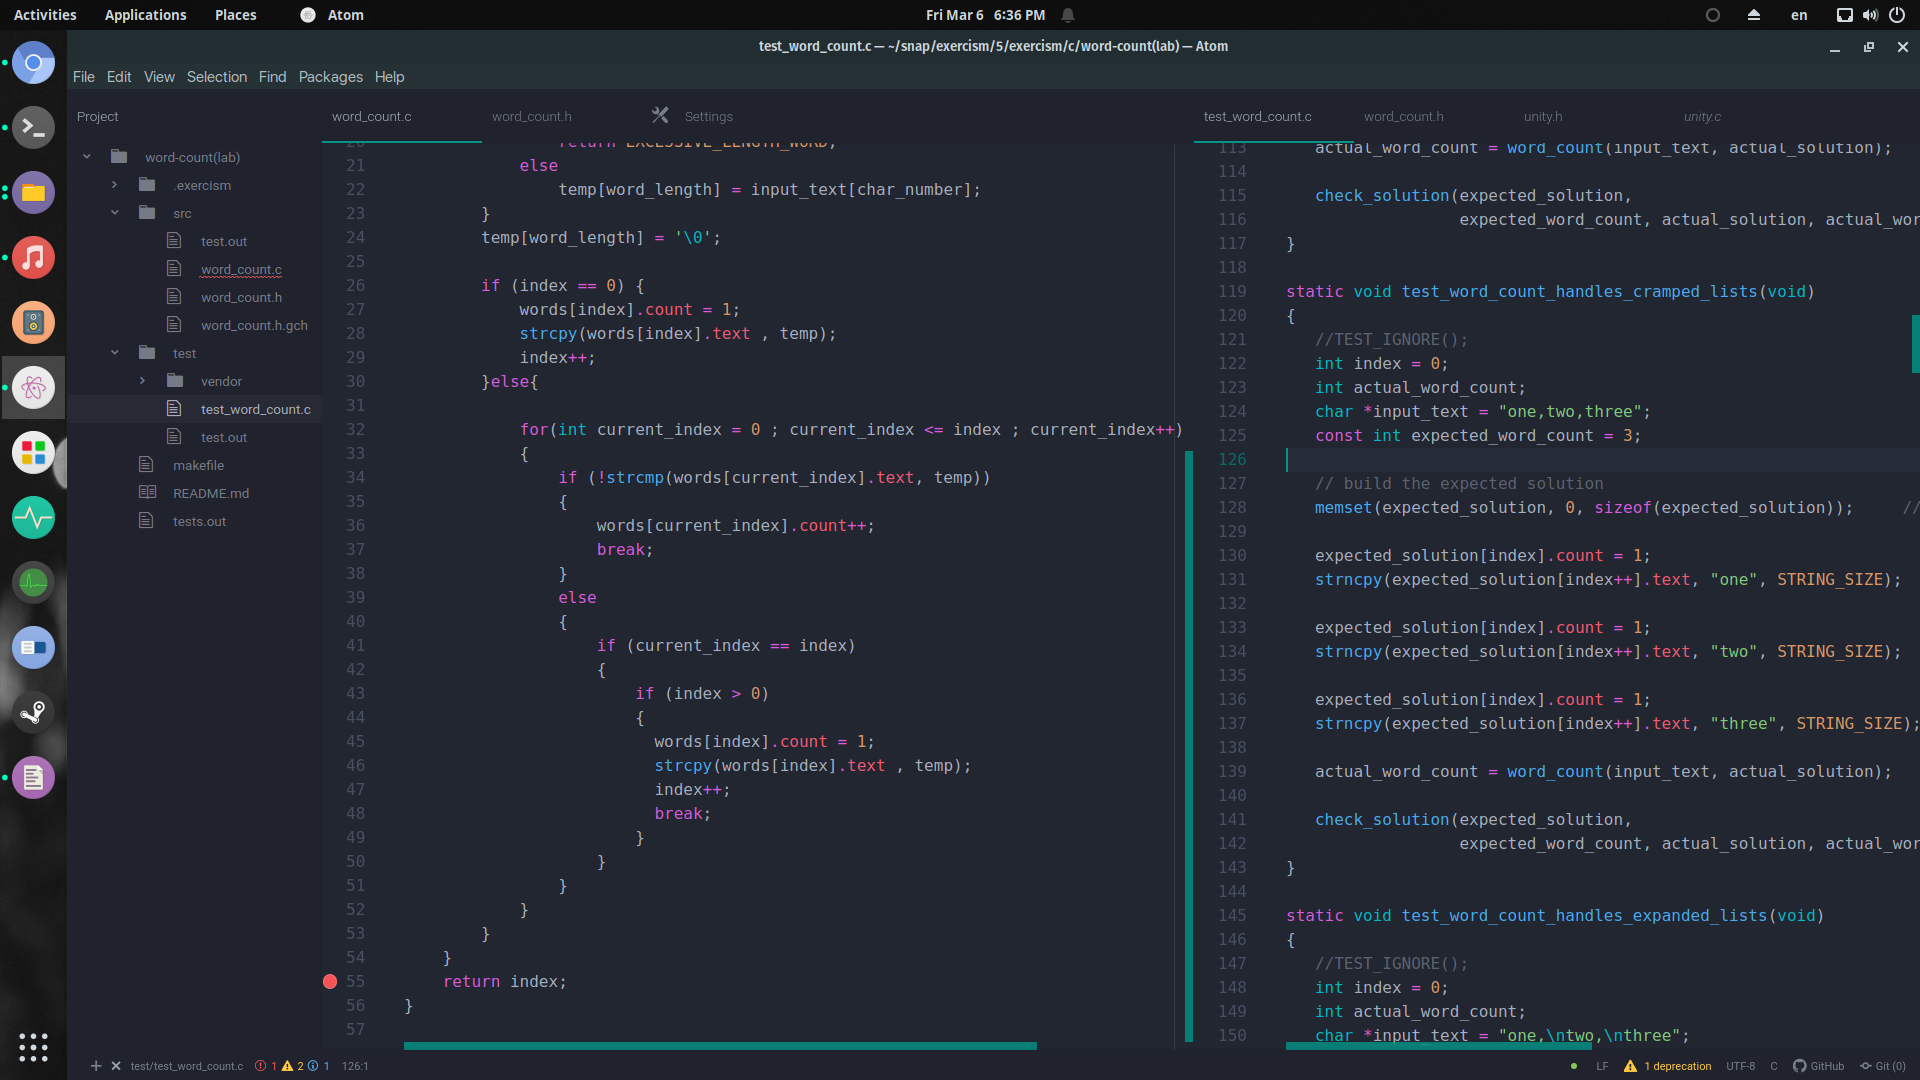 Activities Applications Places Atom Fri Mar 6 6:36 PM en
test_word_count.c — ~/snap/exercism/5/exercism/c/word-count(lab) — Atom
File Edit View Selection Find Packages Help
Project
word-count(lab)
.exercism
src
test.out
word_count.c
word_count.h
word_count.h.gch
test
vendor
test_word_count.c
test.out
makefile
README.md
tests.out
word_count.c word_count.h Settings
20 return EXCESSIVE_LENGTH_WORD;
21 else
22 temp[word_length] = input_text[char_number];
23 }
24 temp[word_length] = '\0';
25
26 if (index == 0) {
27 words[index].count = 1;
28 strcpy(words[index].text , temp);
29 index++;
30 }else{
31
32 for(int current_index = 0 ; current_index <= index ; current_index++)
33 {
34 if (!strcmp(words[current_index].text, temp))
35 {
36 words[current_index].count++;
37 break;
38 }
39 else
40 {
41 if (current_index == index)
42 {
43 if (index > 0)
44 {
45 words[index].count = 1;
46 strcpy(words[index].text , temp);
47 index++;
48 break;
49 }
50 }
51 }
52 }
53 }
54 }
55 return index;
56 }
57
test_word_count.c word_count.h unity.h unity.c
113 actual_word_count = word_count(input_text, actual_solution);
114
115 check_solution(expected_solution,
116 expected_word_count, actual_solution, actual_wor
117 }
118
119 static void test_word_count_handles_cramped_lists(void)
120 {
121 //TEST_IGNORE();
122 int index = 0;
123 int actual_word_count;
124 char *input_text = "one,two,three";
125 const int expected_word_count = 3;
126
127 // build the expected solution
128 memset(expected_solution, 0, sizeof(expected_solution)); //
129
130 expected_solution[index].count = 1;
131 strncpy(expected_solution[index++].text, "one", STRING_SIZE);
132
133 expected_solution[index].count = 1;
134 strncpy(expected_solution[index++].text, "two", STRING_SIZE);
135
136 expected_solution[index].count = 1;
137 strncpy(expected_solution[index++].text, "three", STRING_SIZE);
138
139 actual_word_count = word_count(input_text, actual_solution);
140
141 check_solution(expected_solution,
142 expected_word_count, actual_solution, actual_wor
143 }
144
145 static void test_word_count_handles_expanded_lists(void)
146 {
147 //TEST_IGNORE();
148 int index = 0;
149 int actual_word_count;
150 char *input_text = "one,\ntwo,\nthree";
test/test_word_count.c 1 2 1 126:1 LF 1 deprecation UTF-8 C GitHub Git (0)